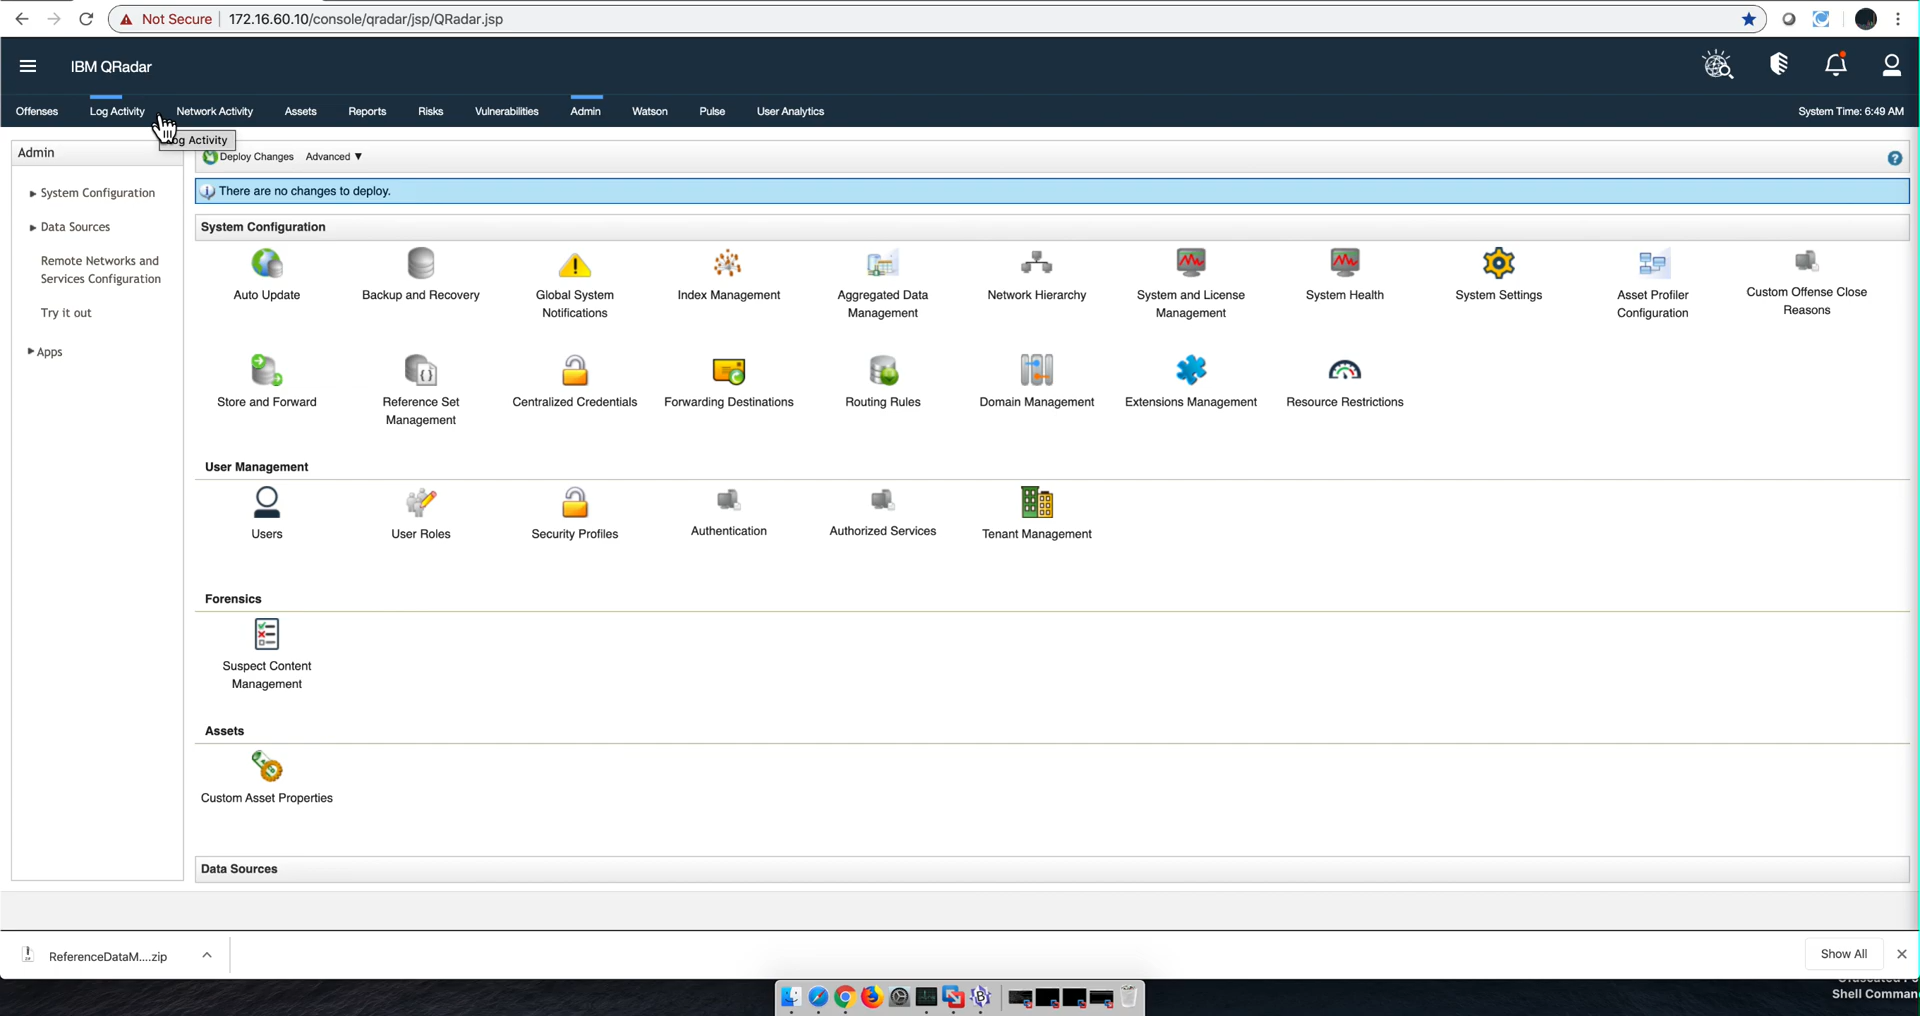 Not Secure 172.16.60.10/console/qradar/jsp/QRadar.jsp
IBM QRadar
Offenses Log Activity Network Activity Assets Reports Risks Vulnerabilities Admin Watson Pulse User Analytics System Time: 6:49 AM
Activity
Admin
System Configuration
Data Sources
Remote Networks and
Services Configuration
Try it out
Apps
Deploy Changes Advanced ▼
There are no changes to deploy.
System Configuration
Auto Update
Backup and Recovery
Global System
Notifications
Index Management
Aggregated Data
Management
Network Hierarchy
System and License
Management
System Health
System Settings
Asset Profiler
Configuration
Custom Offense Close
Reasons
Store and Forward
Reference Set
Management
Centralized Credentials
Forwarding Destinations
Routing Rules
Domain Management
Extensions Management
Resource Restrictions
User Management
Users
User Roles
Security Profiles
Authentication
Authorized Services
Tenant Management
Forensics
Suspect Content
Management
Assets
Custom Asset Properties
Data Sources
ReferenceDataM....zip
Show All
Shell Comman